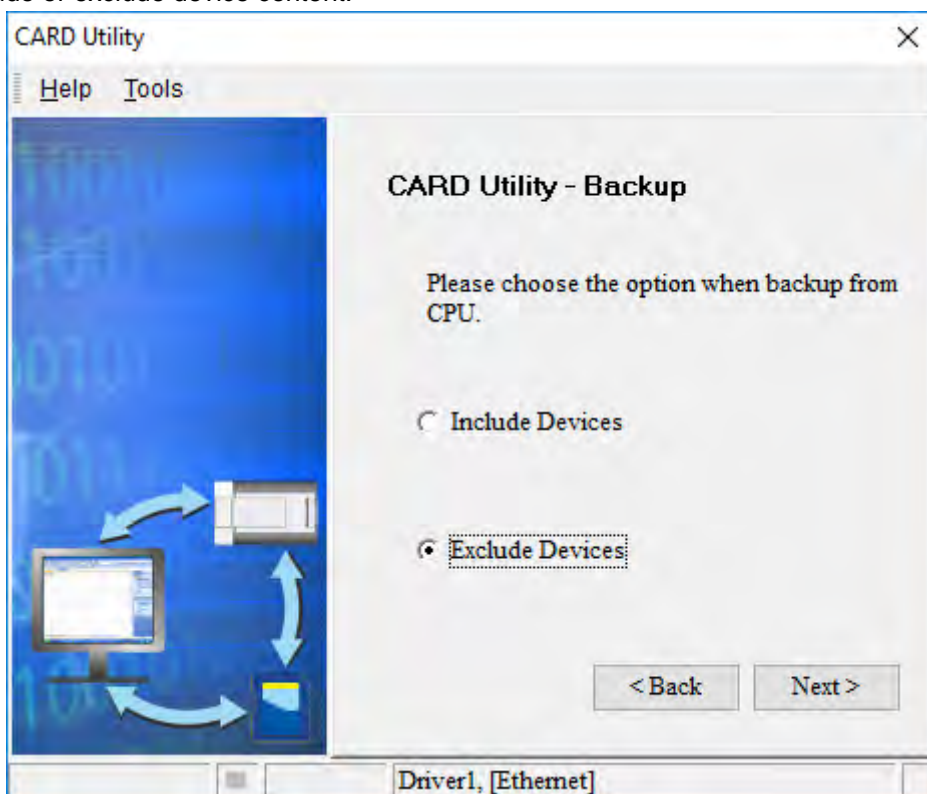 or exclude device content.
CARD Utility
Help Tools
CARD Utility - Backup
Please choose the option when backup from
CPU.
Include Devices
Exclude Devices
< Back Next >
Driver1, [Ethernet]